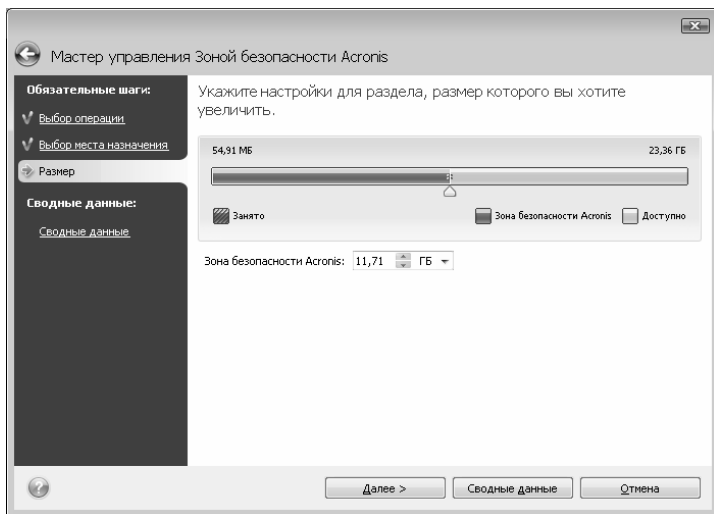 Мастер управления Зоной безопасности Acronis
Обязательные шаги:
Выбор операции
Выбор места назначения
Размер
Сводные данные:
Сводные данные
Укажите настройки для раздела, размер которого вы хотите
увеличить.
54,91 МБ
23,36 ГБ
Занято
Зона безопасности Acronis
Доступно
Зона безопасности Acronis: 11,71 ГБ
?
Далее >
Сводные данные
Отмена